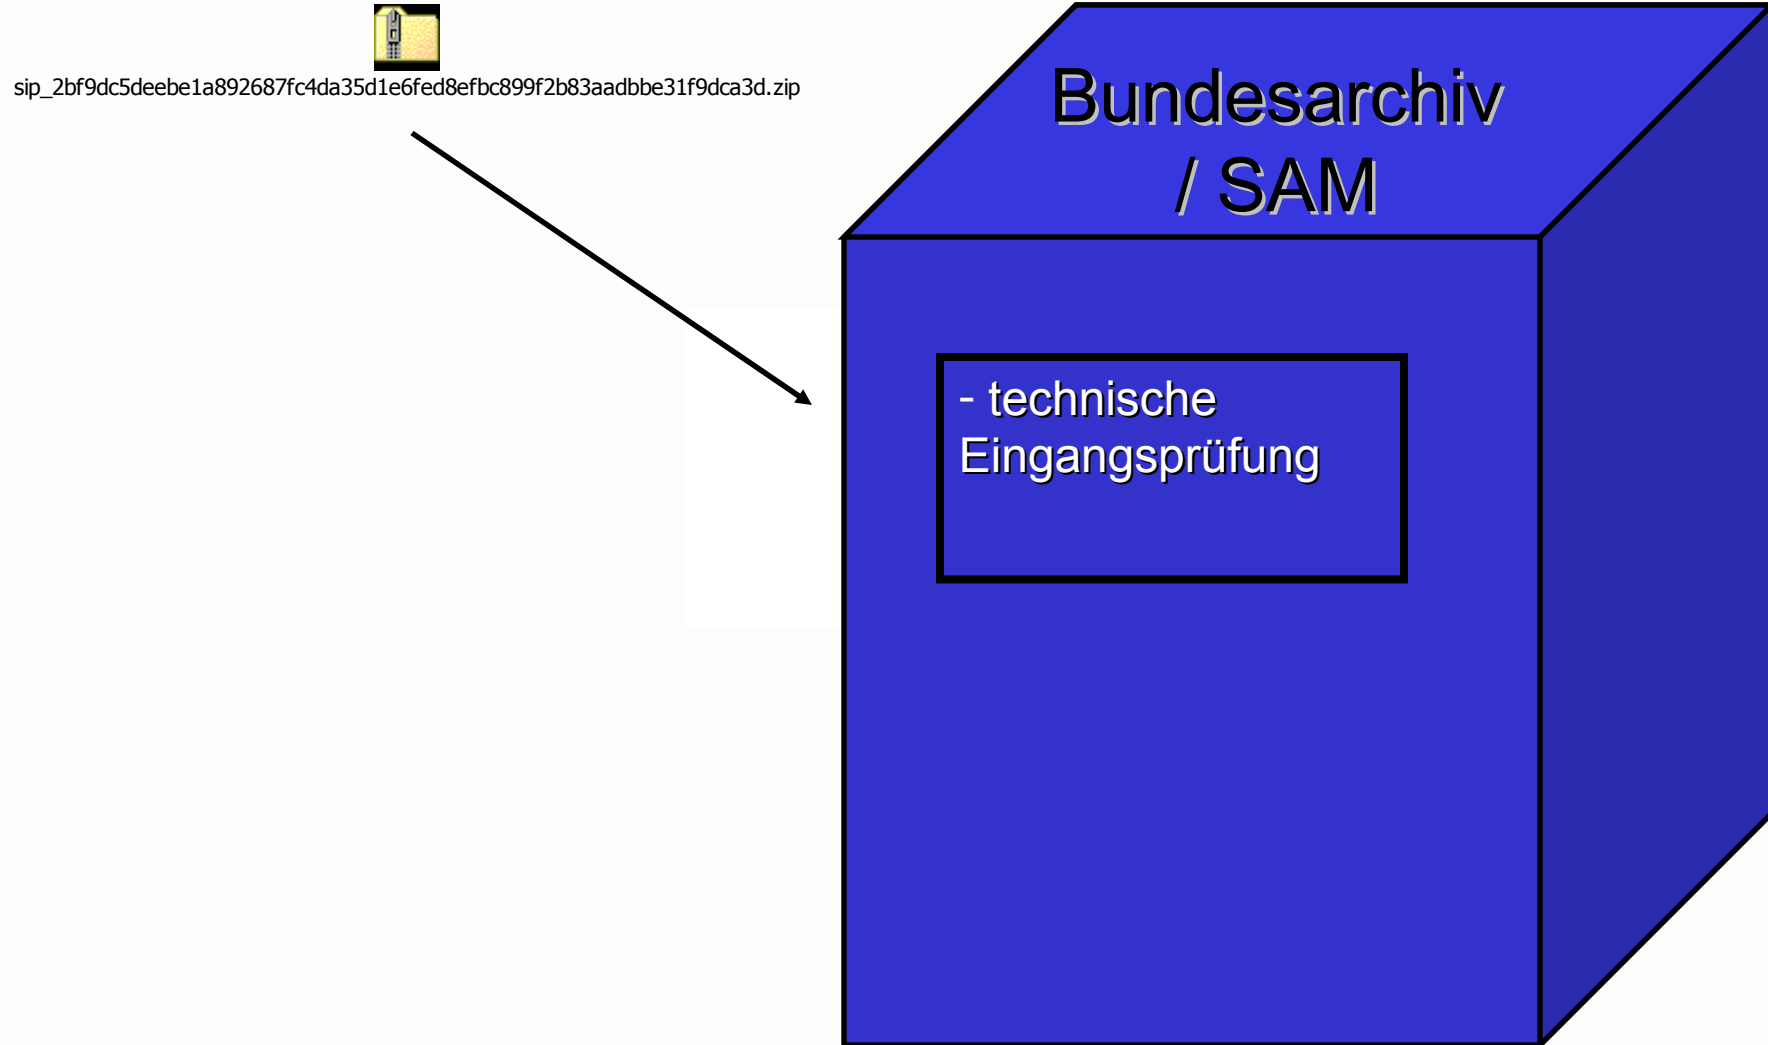 sip_2bf9dc5deebe1a892687fc4da35d1e6fed8efbc899f2b83aadbbe31f9dca3d.zip
Bundesarchiv
/ SAM
- technische
Eingangsprüfung